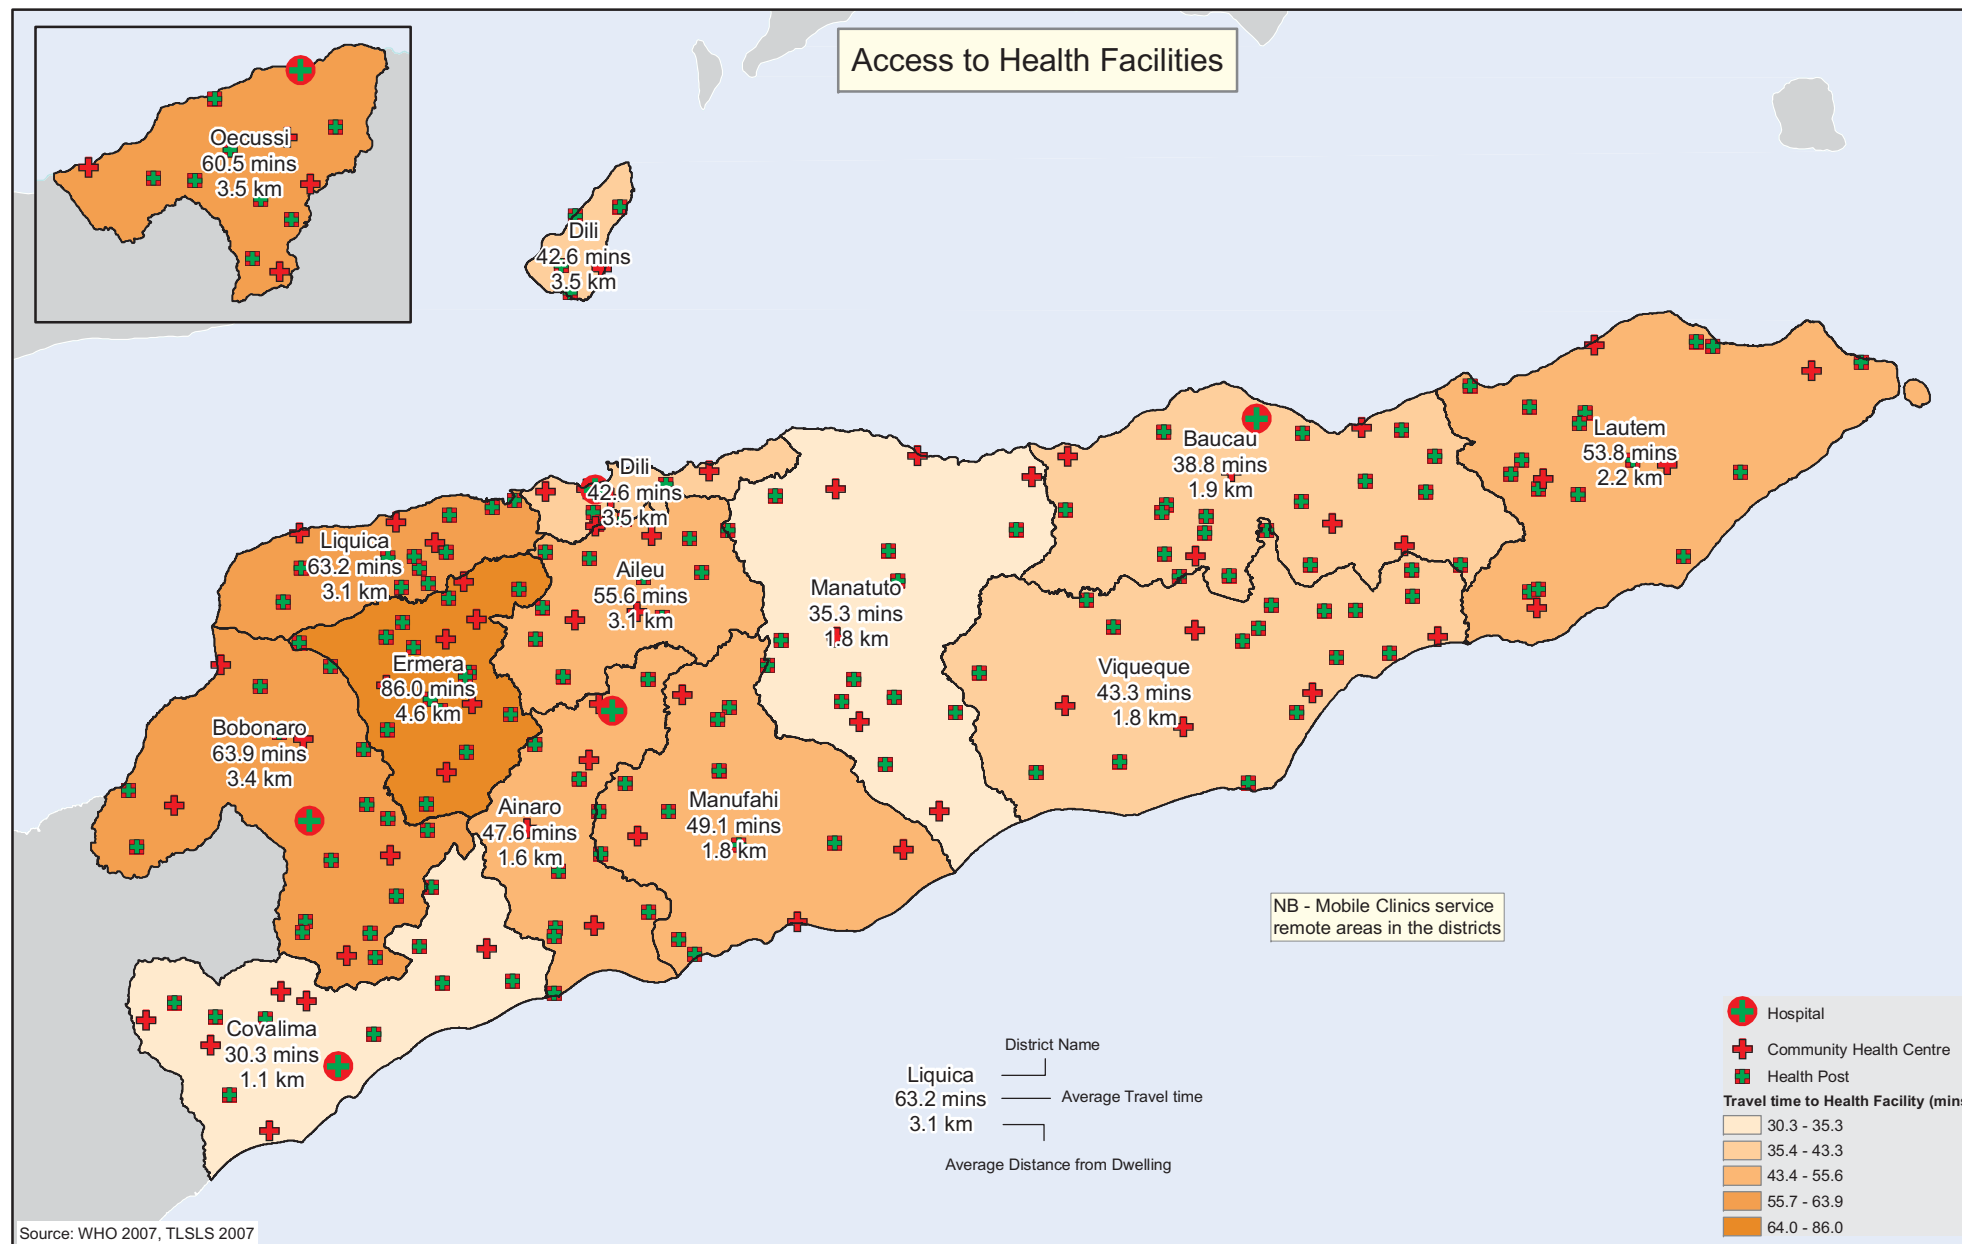 Access to Health Facilities
Oecussi
60.5 mins
3.5 km
Dili
42.6 mins
3.5 km
Lautem
53.8 mins
2.2 km
Baucau
38.8 mins
1.9 km
Dili
42.6 mins
3.5 km
Liquica
63.2 mins
3.1 km
Aileu
55.6 mins
3.1 km
Manatuto
35.3 mins
1.8 km
Ermera
86.0 mins
4.6 km
Viqueque
43.3 mins
1.8 km
Bobonaro
63.9 mins
3.4 km
Ainaro
47.6 mins
1.6 km
Manufahi
49.1 mins
1.8 km
Covalima
30.3 mins
1.1 km
NB - Mobile Clinics service
remote areas in the districts
District Name
Liquica
63.2 mins
3.1 km
Average Travel time
Average Distance from Dwelling
Hospital
Community Health Centre
Health Post
Travel time to Health Facility (mins
30.3 - 35.3
35.4 - 43.3
43.4 - 55.6
55.7 - 63.9
64.0 - 86.0
Source: WHO 2007, TLSLS 2007